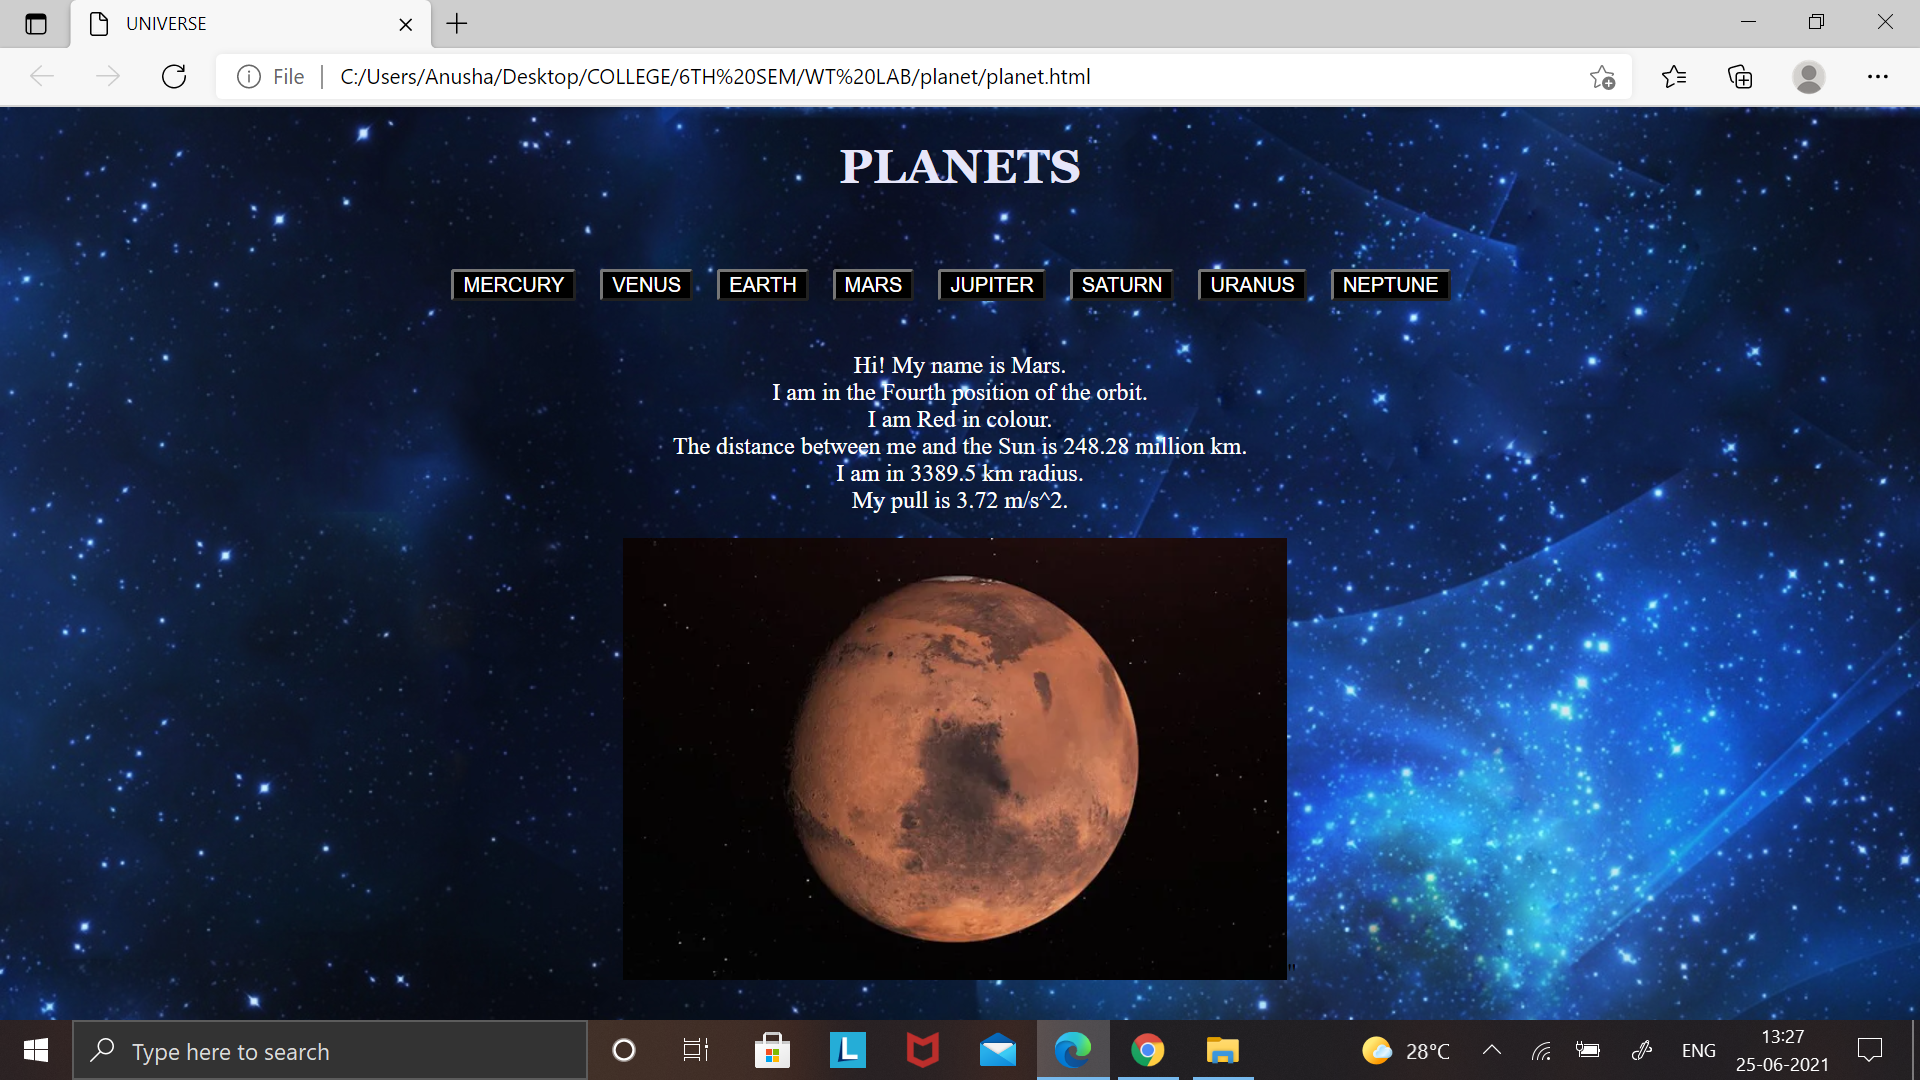 UNIVERSE
File
C:/Users/Anusha/Desktop/COLLEGE/6TH%20SEM/WT%20LAB/planet/planet.html
PLANETS
MERCURY VENUS EARTH MARS JUPITER SATURN URANUS NEPTUNE
Hi! My name is Mars.
I am in the Fourth position of the orbit.
I am Red in colour.
The distance between me and the Sun is 248.28 million km.
I am in 3389.5 km radius.
My pull is 3.72 m/s^2.
"
Type here to search
L
28°C
ENG
13:27
25-06-2021